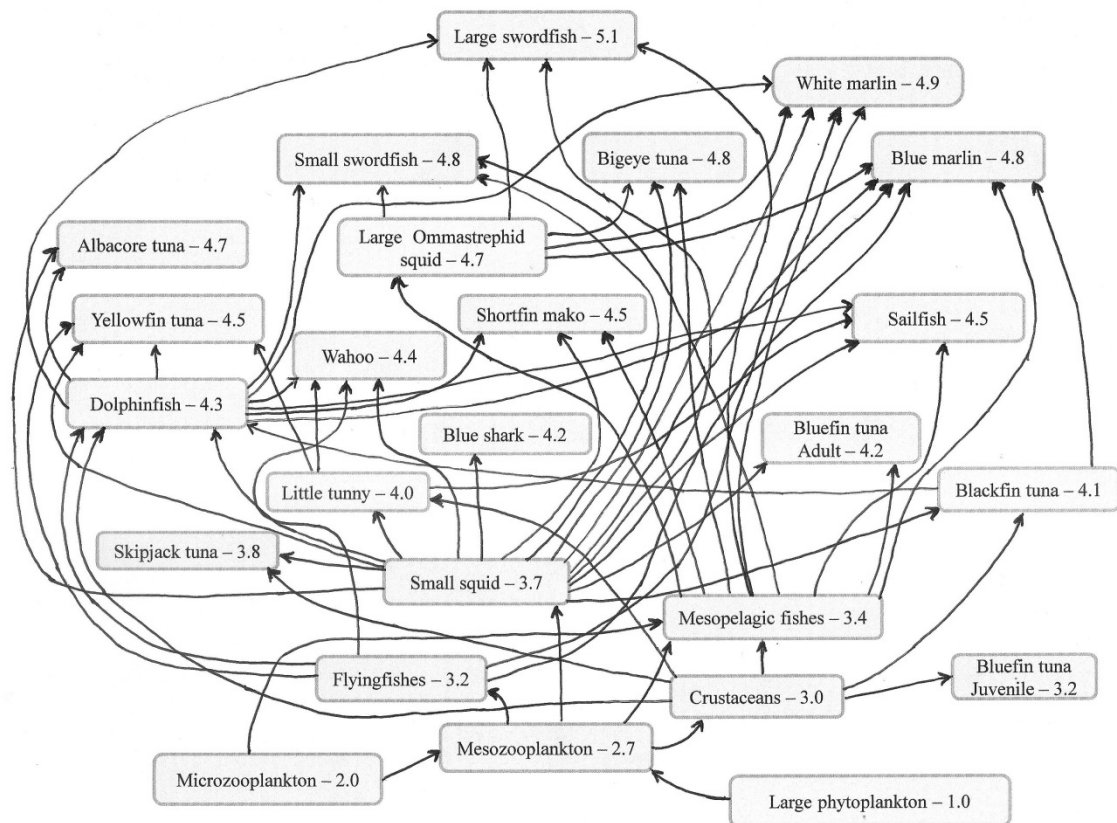 Large swordfish – 5.1
White marlin – 4.9
Small swordfish – 4.8
Bigeye tuna – 4.8
Blue marlin – 4.8
Albacore tuna – 4.7
Large Ommastrephid
squid – 4.7
Yellowfin tuna – 4.5
Shortfin mako – 4.5
Sailfish – 4.5
Wahoo – 4.4
Dolphinfish – 4.3
Blue shark – 4.2
Bluefin tuna
Adult – 4.2
Little tunny – 4.0
Blackfin tuna – 4.1
Skipjack tuna – 3.8
Small squid – 3.7
Mesopelagic fishes – 3.4
Flyingfishes – 3.2
Crustaceans – 3.0
Bluefin tuna
Juvenile – 3.2
Mesozooplankton – 2.7
Microzooplankton – 2.0
Large phytoplankton – 1.0